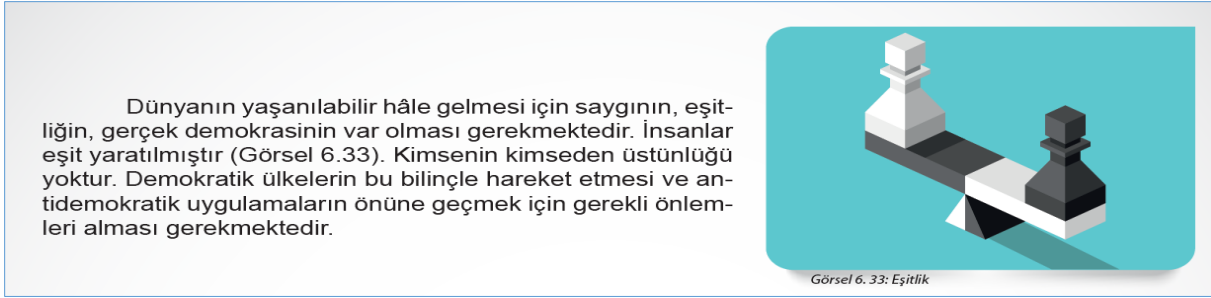 Dünyanın yaşanılabilir hâle gelmesi için saygının, eşit-
liğin, gerçek demokrasinin var olması gerekmektedir. İnsanlar
eşit yaratılmıştır (Görsel 6.33). Kimsenin kimseden üstünlüğü
yoktur. Demokratik ülkelerin bu bilinçle hareket etmesi ve an-
tidemokratik uygulamaların önüne geçmek için gerekli önlem-
leri alması gerekmektedir.
Görsel 6. 33: Eşitlik